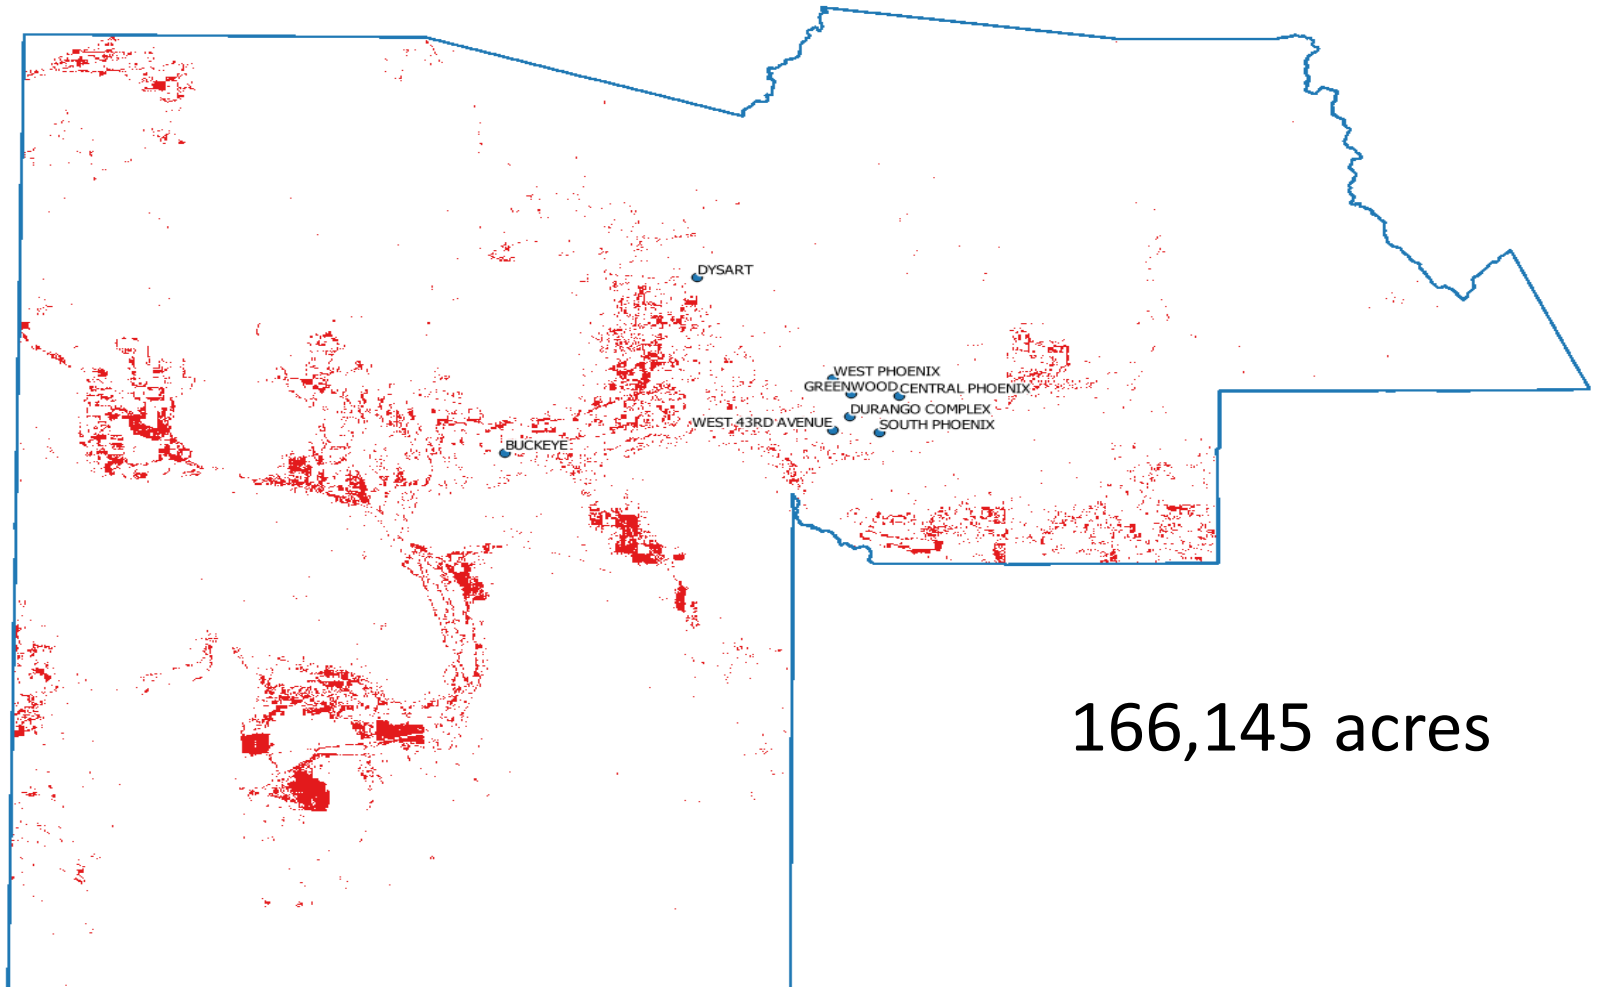 DYSART
WEST PHOENIX
GREENWOOD
CENTRAL PHOENIX
DURANGO COMPLEX
WEST 43RD AVENUE
SOUTH PHOENIX
BUCKEYE
166,145 acres